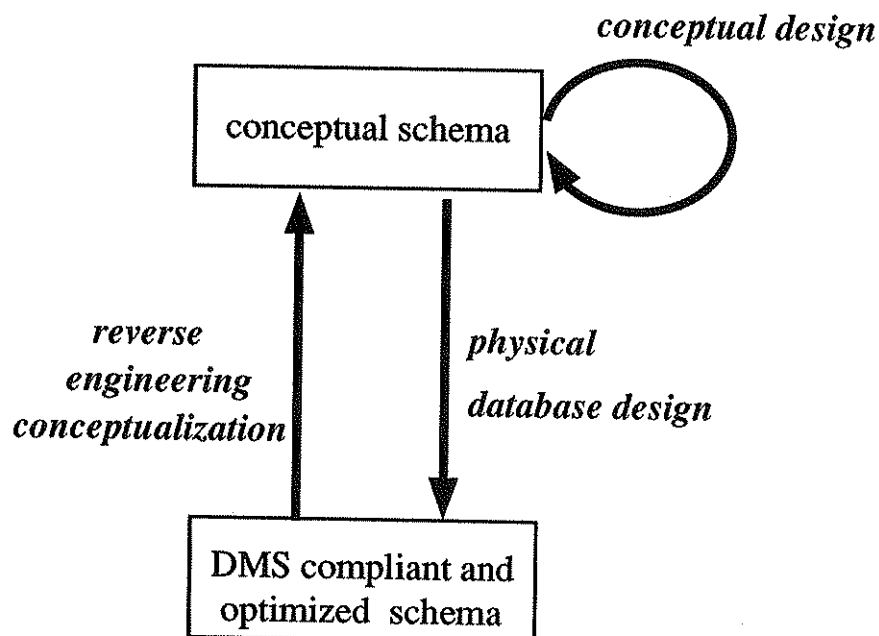 conceptual design
conceptual schema
reverse
engineering
conceptualization
physical
database design
DMS compliant and
optimized schema